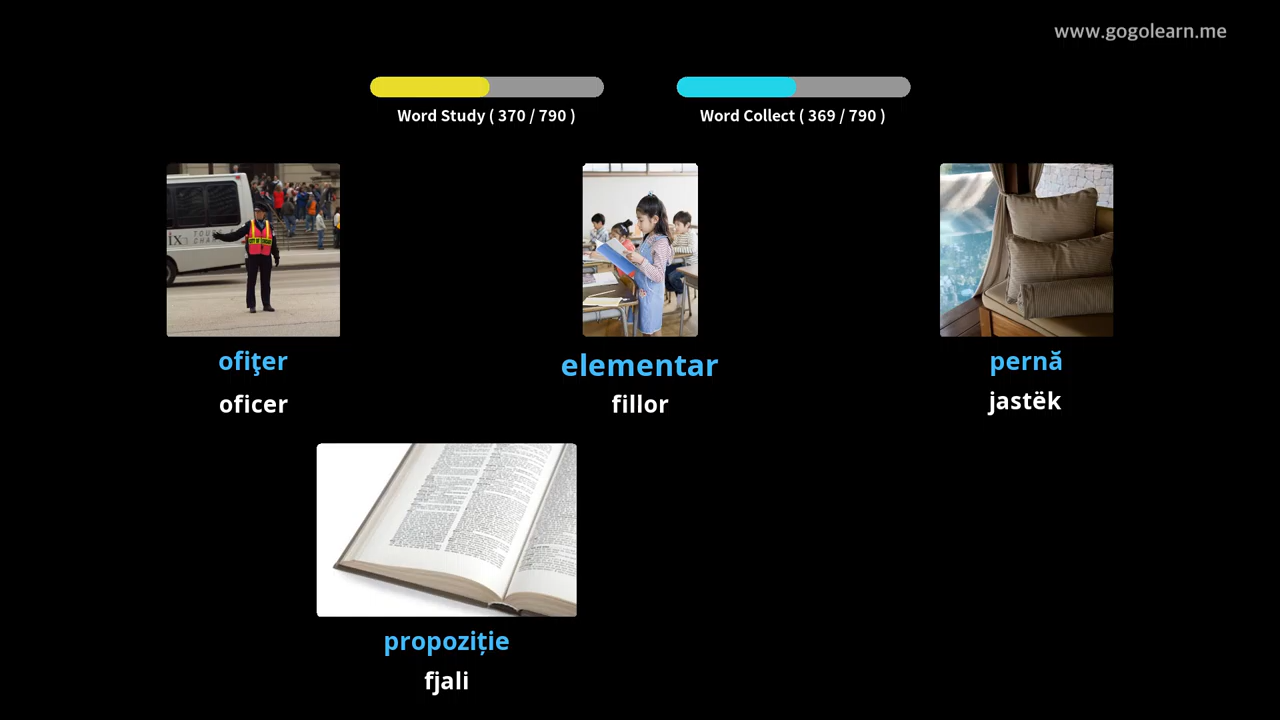 www.gogolearn.me
Word Study ( 370 / 790 )
Word Collect ( 369 / 790 )
ofiţer
oficer
elementar
fillor
pernă
jastëk
propoziție
fjali